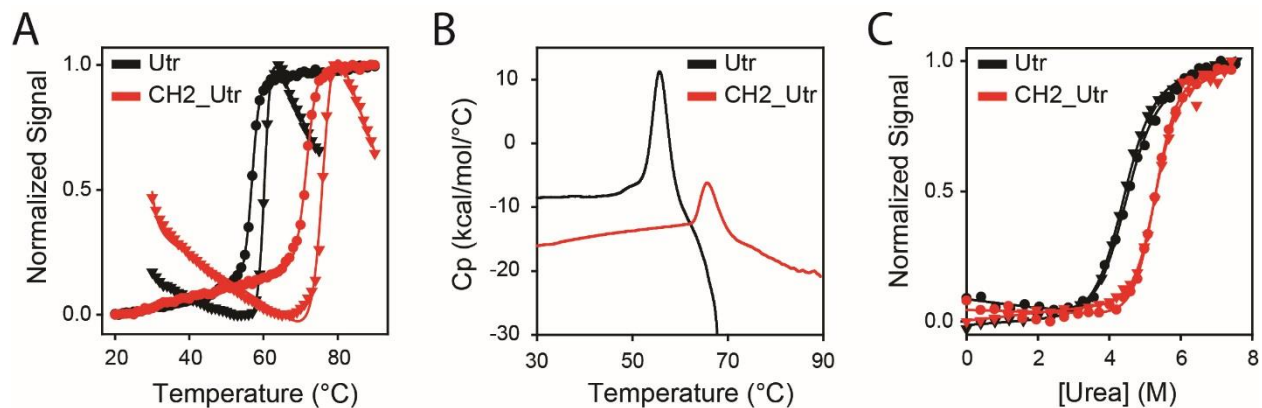 A
Utr
CH2_Utr
1.0
0.5
0.0
Normalized Signal
20 40 60 80
Temperature (°C)
B
Utr
CH2_Utr
10
0
-10
-20
-30
Cp (kcal/mol/°C)
30 50 70 90
Temperature (°C)
C
Utr
CH2_Utr
1.0
0.5
0.0
Normalized Signal
0 2 4 6 8
[Urea] (M)